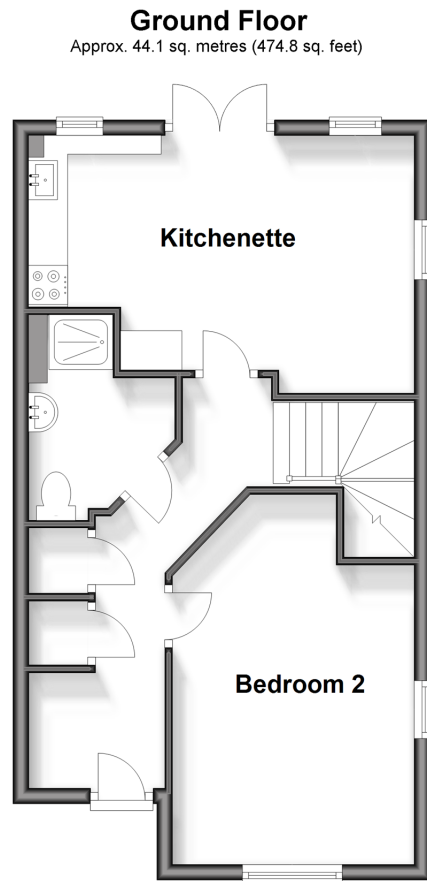 Ground Floor
Approx. 44.1 sq. metres (474.8 sq. feet)
Kitchenette
Bedroom 2